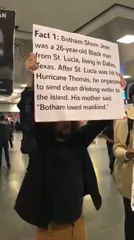 Fact 1: Botham Shem Jean
was a 26-year-old Black man
from St. Lucia, living in Dallas,
Texas. After St. Lucia was hit by
Hurricane Thomas, he organized
to send clean drinking water to
the island. His mother said
"Botham loved mankind."